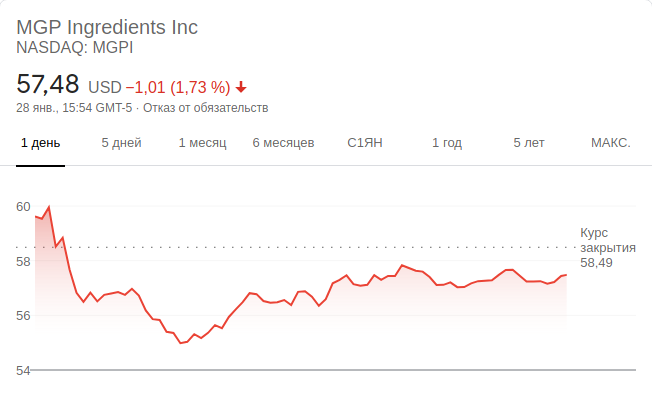 MGP Ingredients Inc
NASDAQ: MGPI
57,48 USD −1,01 (1,73 %)
28 янв., 15:54 GMT-5 · Отказ от обязательств
1 день 5 дней 1 месяц 6 месяцев С1ЯН 1 год 5 лет МАКС.
60
Курс
закрытия
58,49
58
56
54